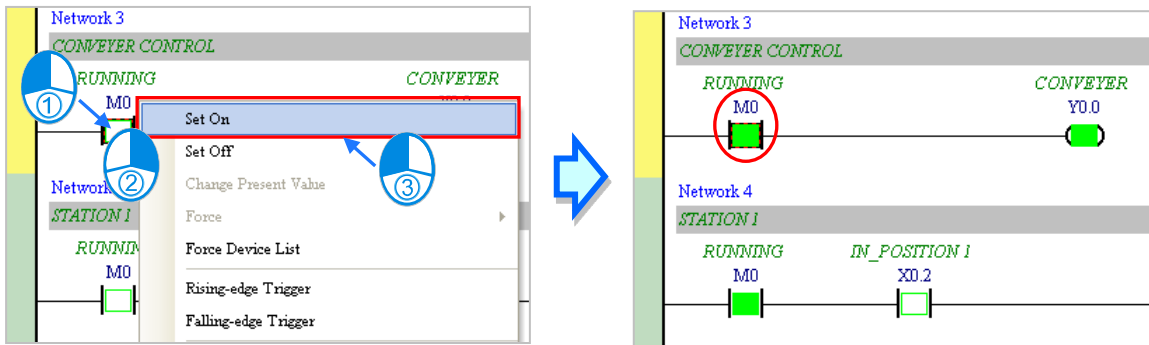 Network 3
CONVEYER CONTROL
RUNNING CONVEYER
M0
①
Set On
②
Set Off
③
Change Present Value
Network
STATION 1
Force
RUNNIN
Force Device List
M0
Rising-edge Trigger
Falling-edge Trigger
Network 3
CONVEYER CONTROL
RUNNING CONVEYER
M0 Y0.0
Network 4
STATION 1
RUNNING IN_POSITION 1
M0 X0.2